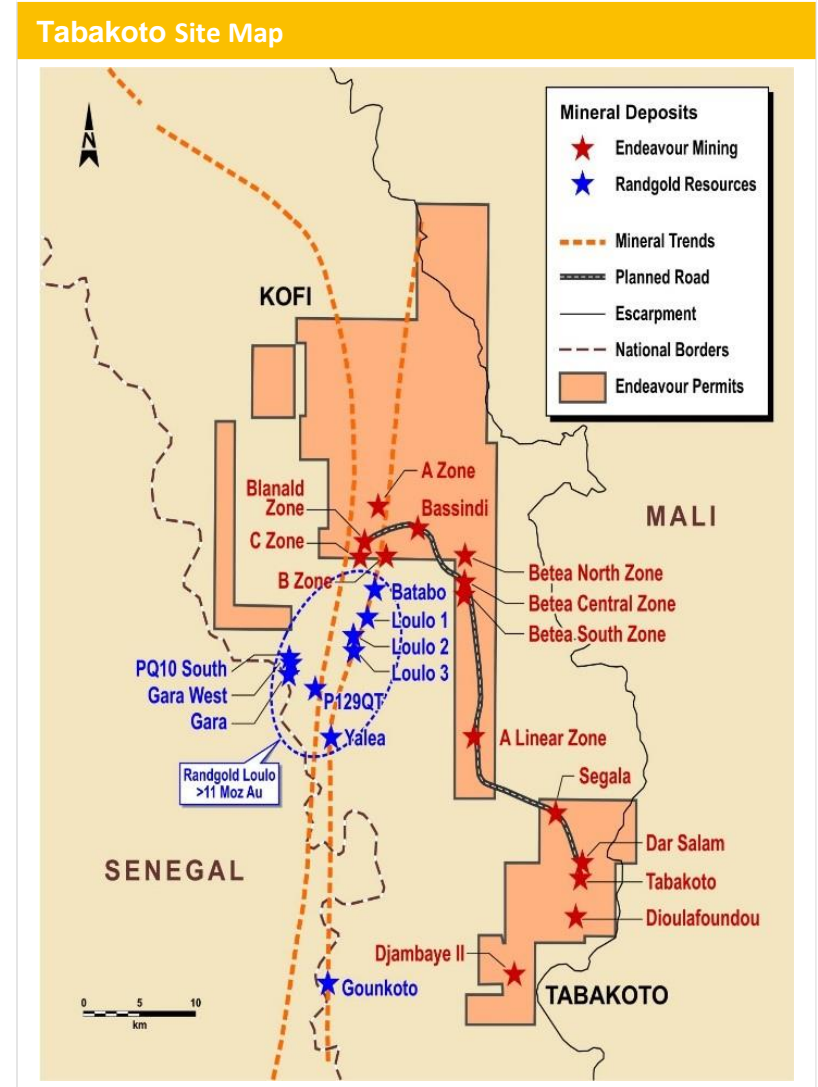 Tabakoto Site Map
N
Mineral Deposits
Endeavour Mining
Randgold Resources
Mineral Trends
Planned Road
Escarpment
National Borders
Endeavour Permits
KOFI
A Zone
Blanald
Zone
Bassindi
MALI
C Zone
B Zone
Betea North Zone
Batabo
Betea Central Zone
Loulo 1
Betea South Zone
Loulo 2
PQ10 South
Loulo 3
Gara West
P129QT
Gara
Yalea
A Linear Zone
Randgold Loulo
>11 Moz Au
Segala
Dar Salam
SENEGAL
Tabakoto
Dioulafoundou
Djambaye II
Gounkoto
TABAKOTO
0 5 10
km